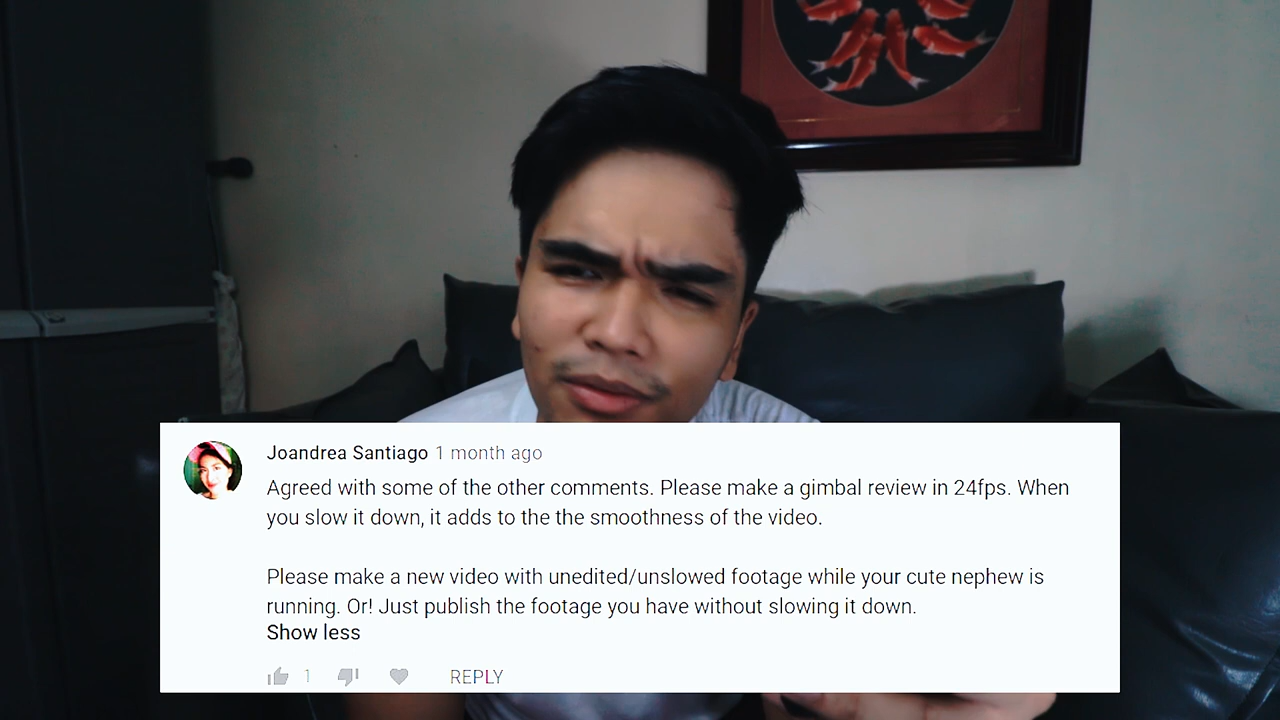 Joandrea Santiago 1 month ago
Agreed with some of the other comments. Please make a gimbal review in 24fps. When
you slow it down, it adds to the the smoothness of the video.
Please make a new video with unedited/unslowed footage while your cute nephew is
running. Or! Just publish the footage you have without slowing it down.
Show less
1 REPLY